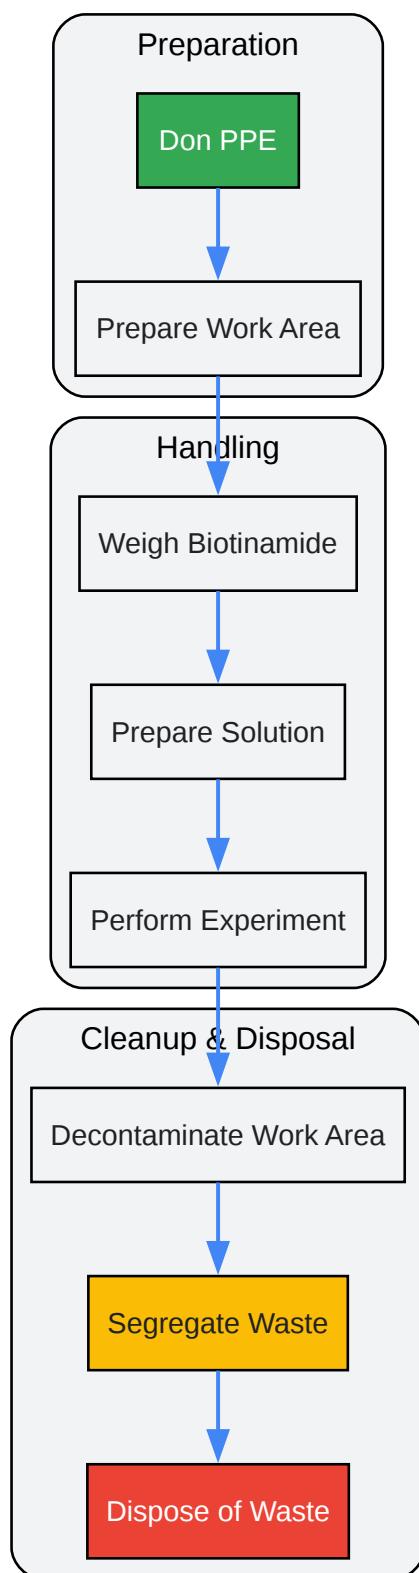 Preparation
Don PPE
Prepare Work Area
Handling
Weigh Biotinamide
Prepare Solution
Perform Experiment
Cleanup & Disposal
Decontaminate Work Area
Segregate Waste
Dispose of Waste